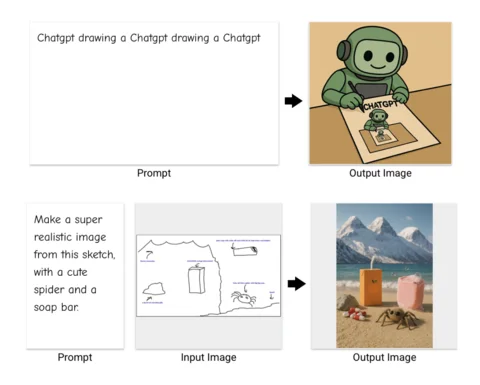 Chatgpt drawing a Chatgpt drawing a Chatgpt
CHATGPT
Prompt
Output Image
Make a super
realistic image
from this sketch,
with a cute
spider and a
soap bar.
Prompt
Input Image
Output Image